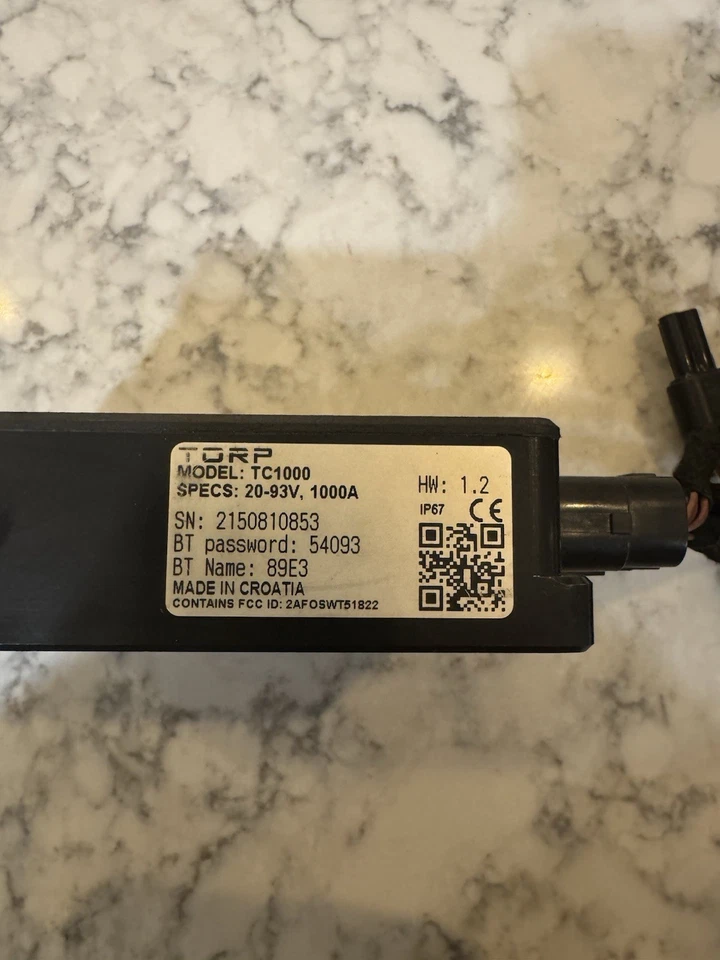 TORP
MODEL: TC1000
SPECS: 20-93V, 1000A
HW: 1.2
IP67 CE
SN: 2150810853
BT password: 54093
BT Name: 89E3
MADE IN CROATIA
CONTAINS FCC ID: 2AFOSWT51822